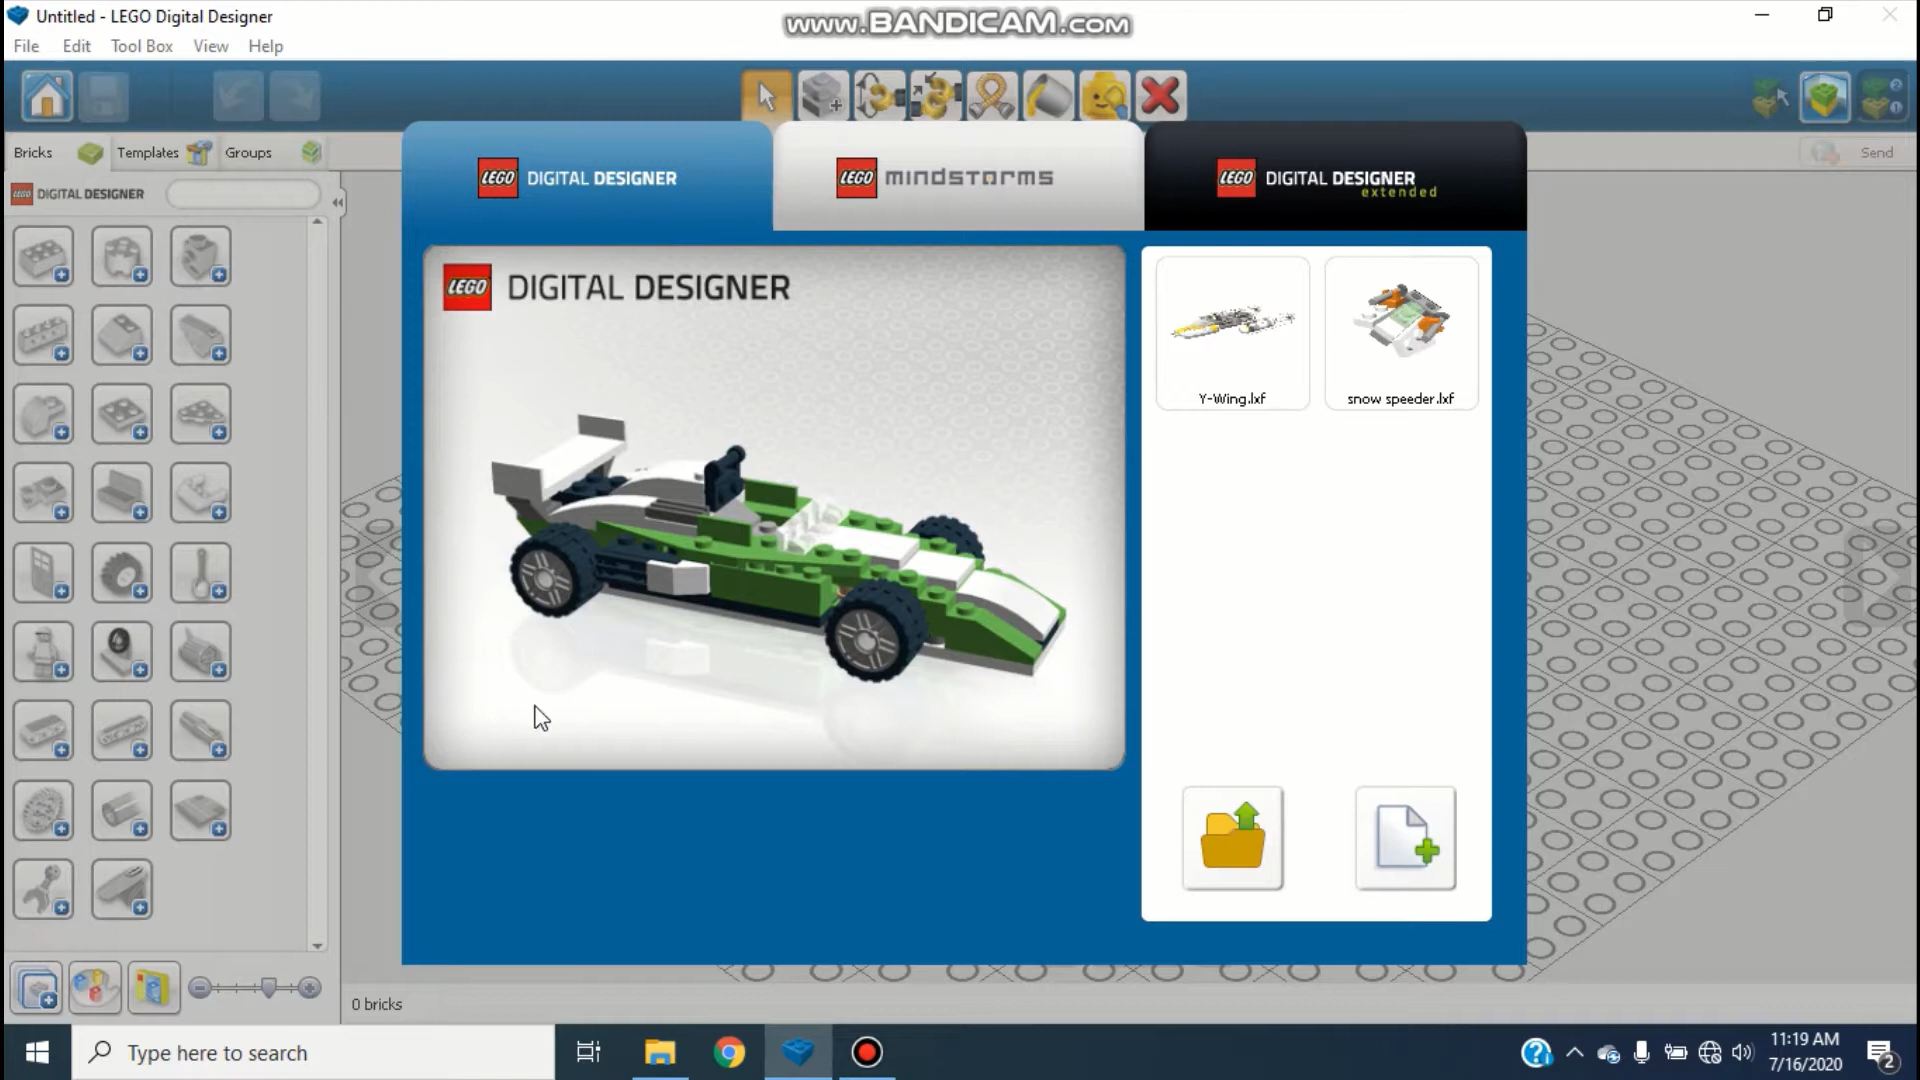 Untitled - LEGO Digital Designer
www.BANDICAM.com
File Edit Tool Box View Help
Bricks Templates Groups
Send
LEGO DIGITAL DESIGNER
LEGO DIGITAL DESIGNER
LEGO mindstorms
LEGO DIGITAL DESIGNER
extended
LEGO DIGITAL DESIGNER
Y-Wing.lxf
snow speeder.lxf
0 bricks
Type here to search
11:19 AM
7/16/2020
2